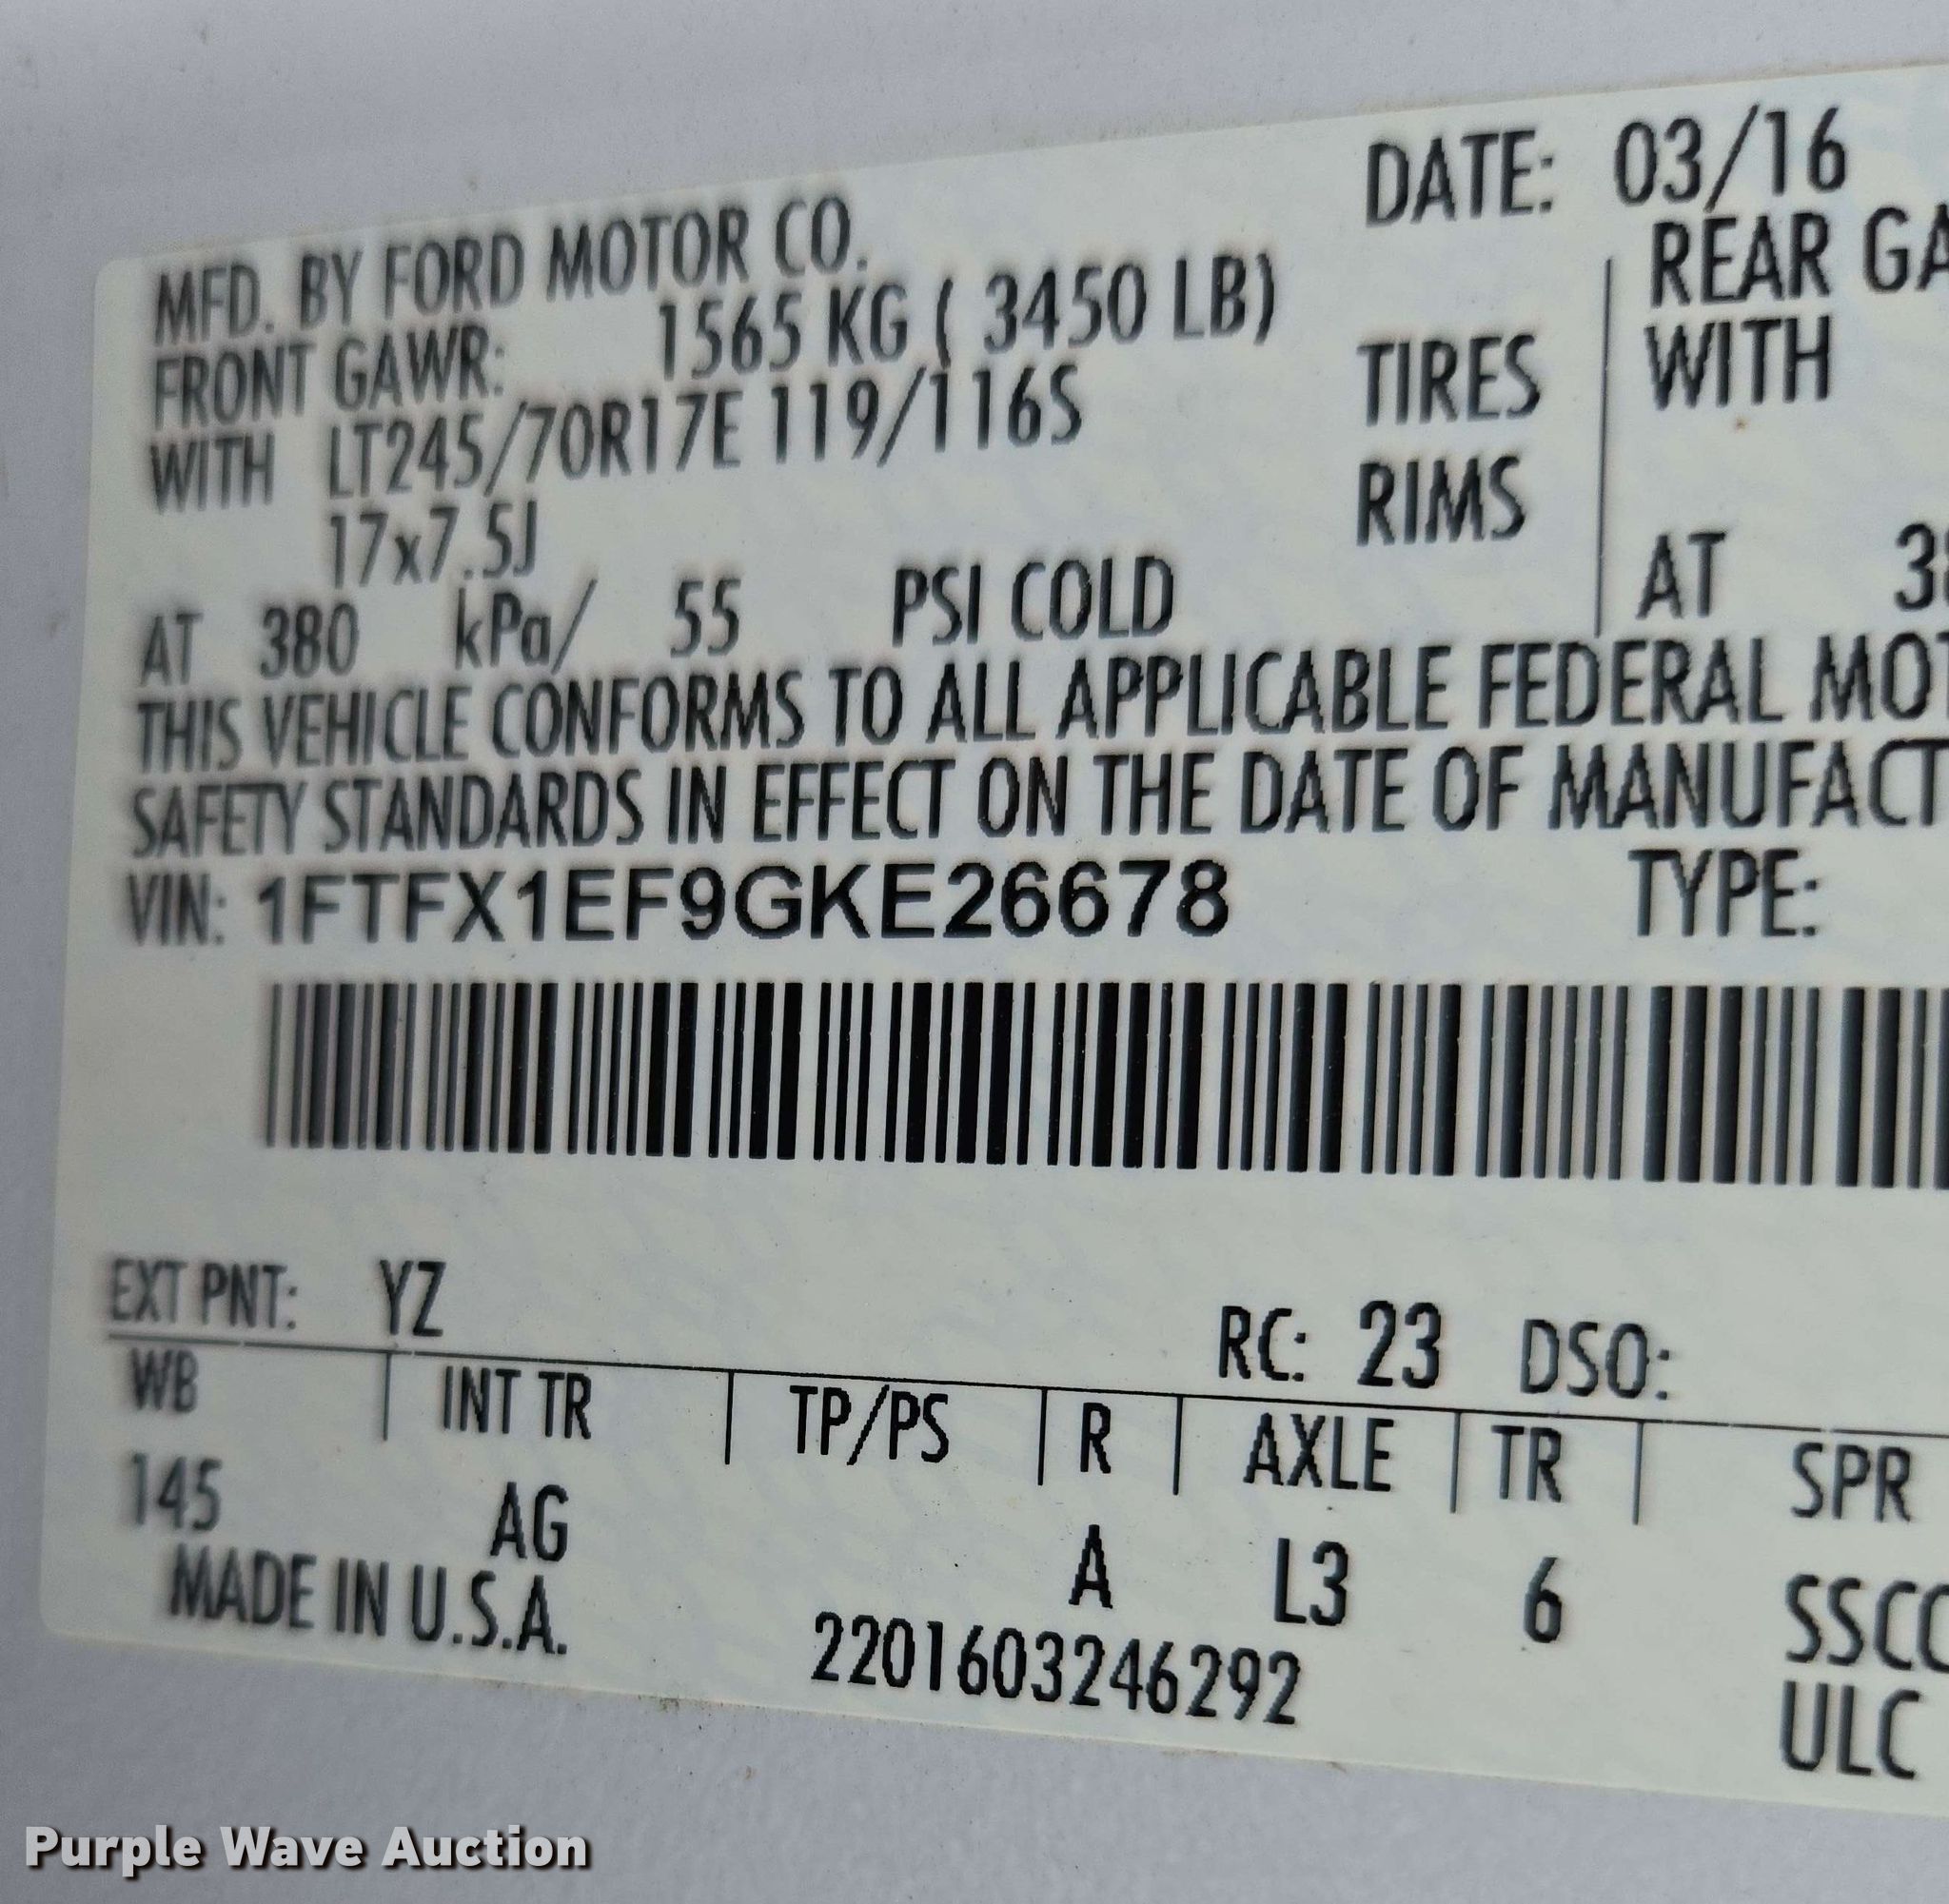 DATE: 03/16
MFD. BY FORD MOTOR CO.
FRONT GAWR: 1565 KG ( 3450 LB)
REAR GA
WITH LT245/70R17E 119/116S TIRES WITH
17x7.5J RIMS
AT 380 kPa/ 55 PSI COLD AT 38
THIS VEHICLE CONFORMS TO ALL APPLICABLE FEDERAL MOT
SAFETY STANDARDS IN EFFECT ON THE DATE OF MANUFACT
VIN: 1FTFX1EF9GKE26678 TYPE:
EXT PNT: YZ RC: 23 DSO:
WB INT TR TP/PS R AXLE TR SPR
145 AG A L3 6 SSCC
MADE IN U.S.A. 2201603246292 ULC
Purple Wave Auction